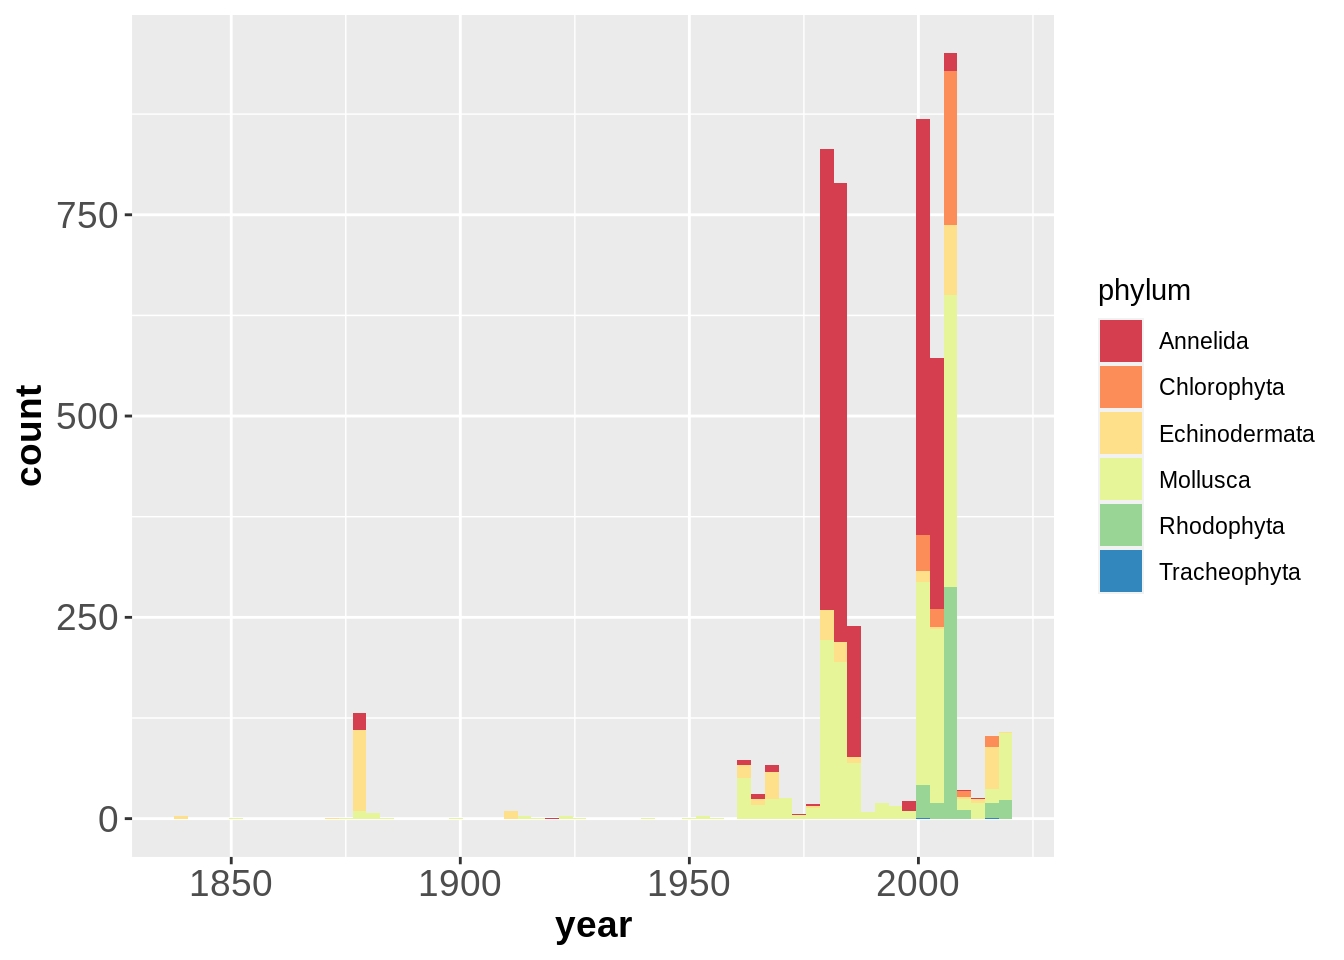 750
500
250
0
count
1850 1900 1950 2000
year
phylum
Annelida
Chlorophyta
Echinodermata
Mollusca
Rhodophyta
Tracheophyta